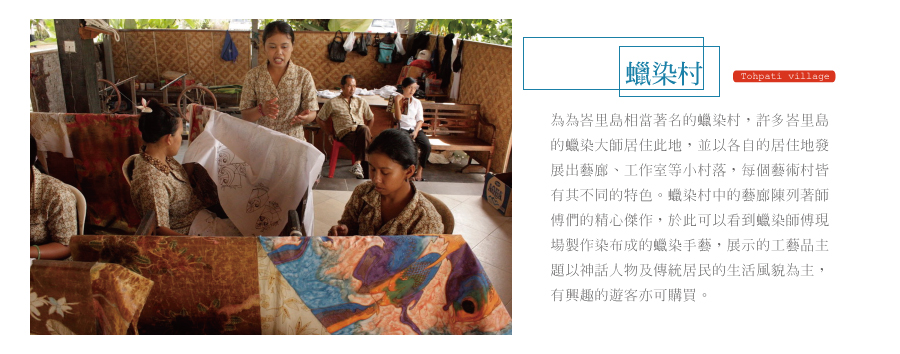 蠟染村
Tohpati village
為為峇里島相當著名的蠟染村，許多峇里島
的蠟染大師居住此地，並以各自的居住地發
展出藝廊、工作室等小村落，每個藝術村皆
有其不同的特色。蠟染村中的藝廊陳列著師
傅們的精心傑作，於此可以看到蠟染師傅現
場製作染布成的蠟染手藝，展示的工藝品主
題以神話人物及傳統居民的生活風貌為主，
有興趣的遊客亦可購買。